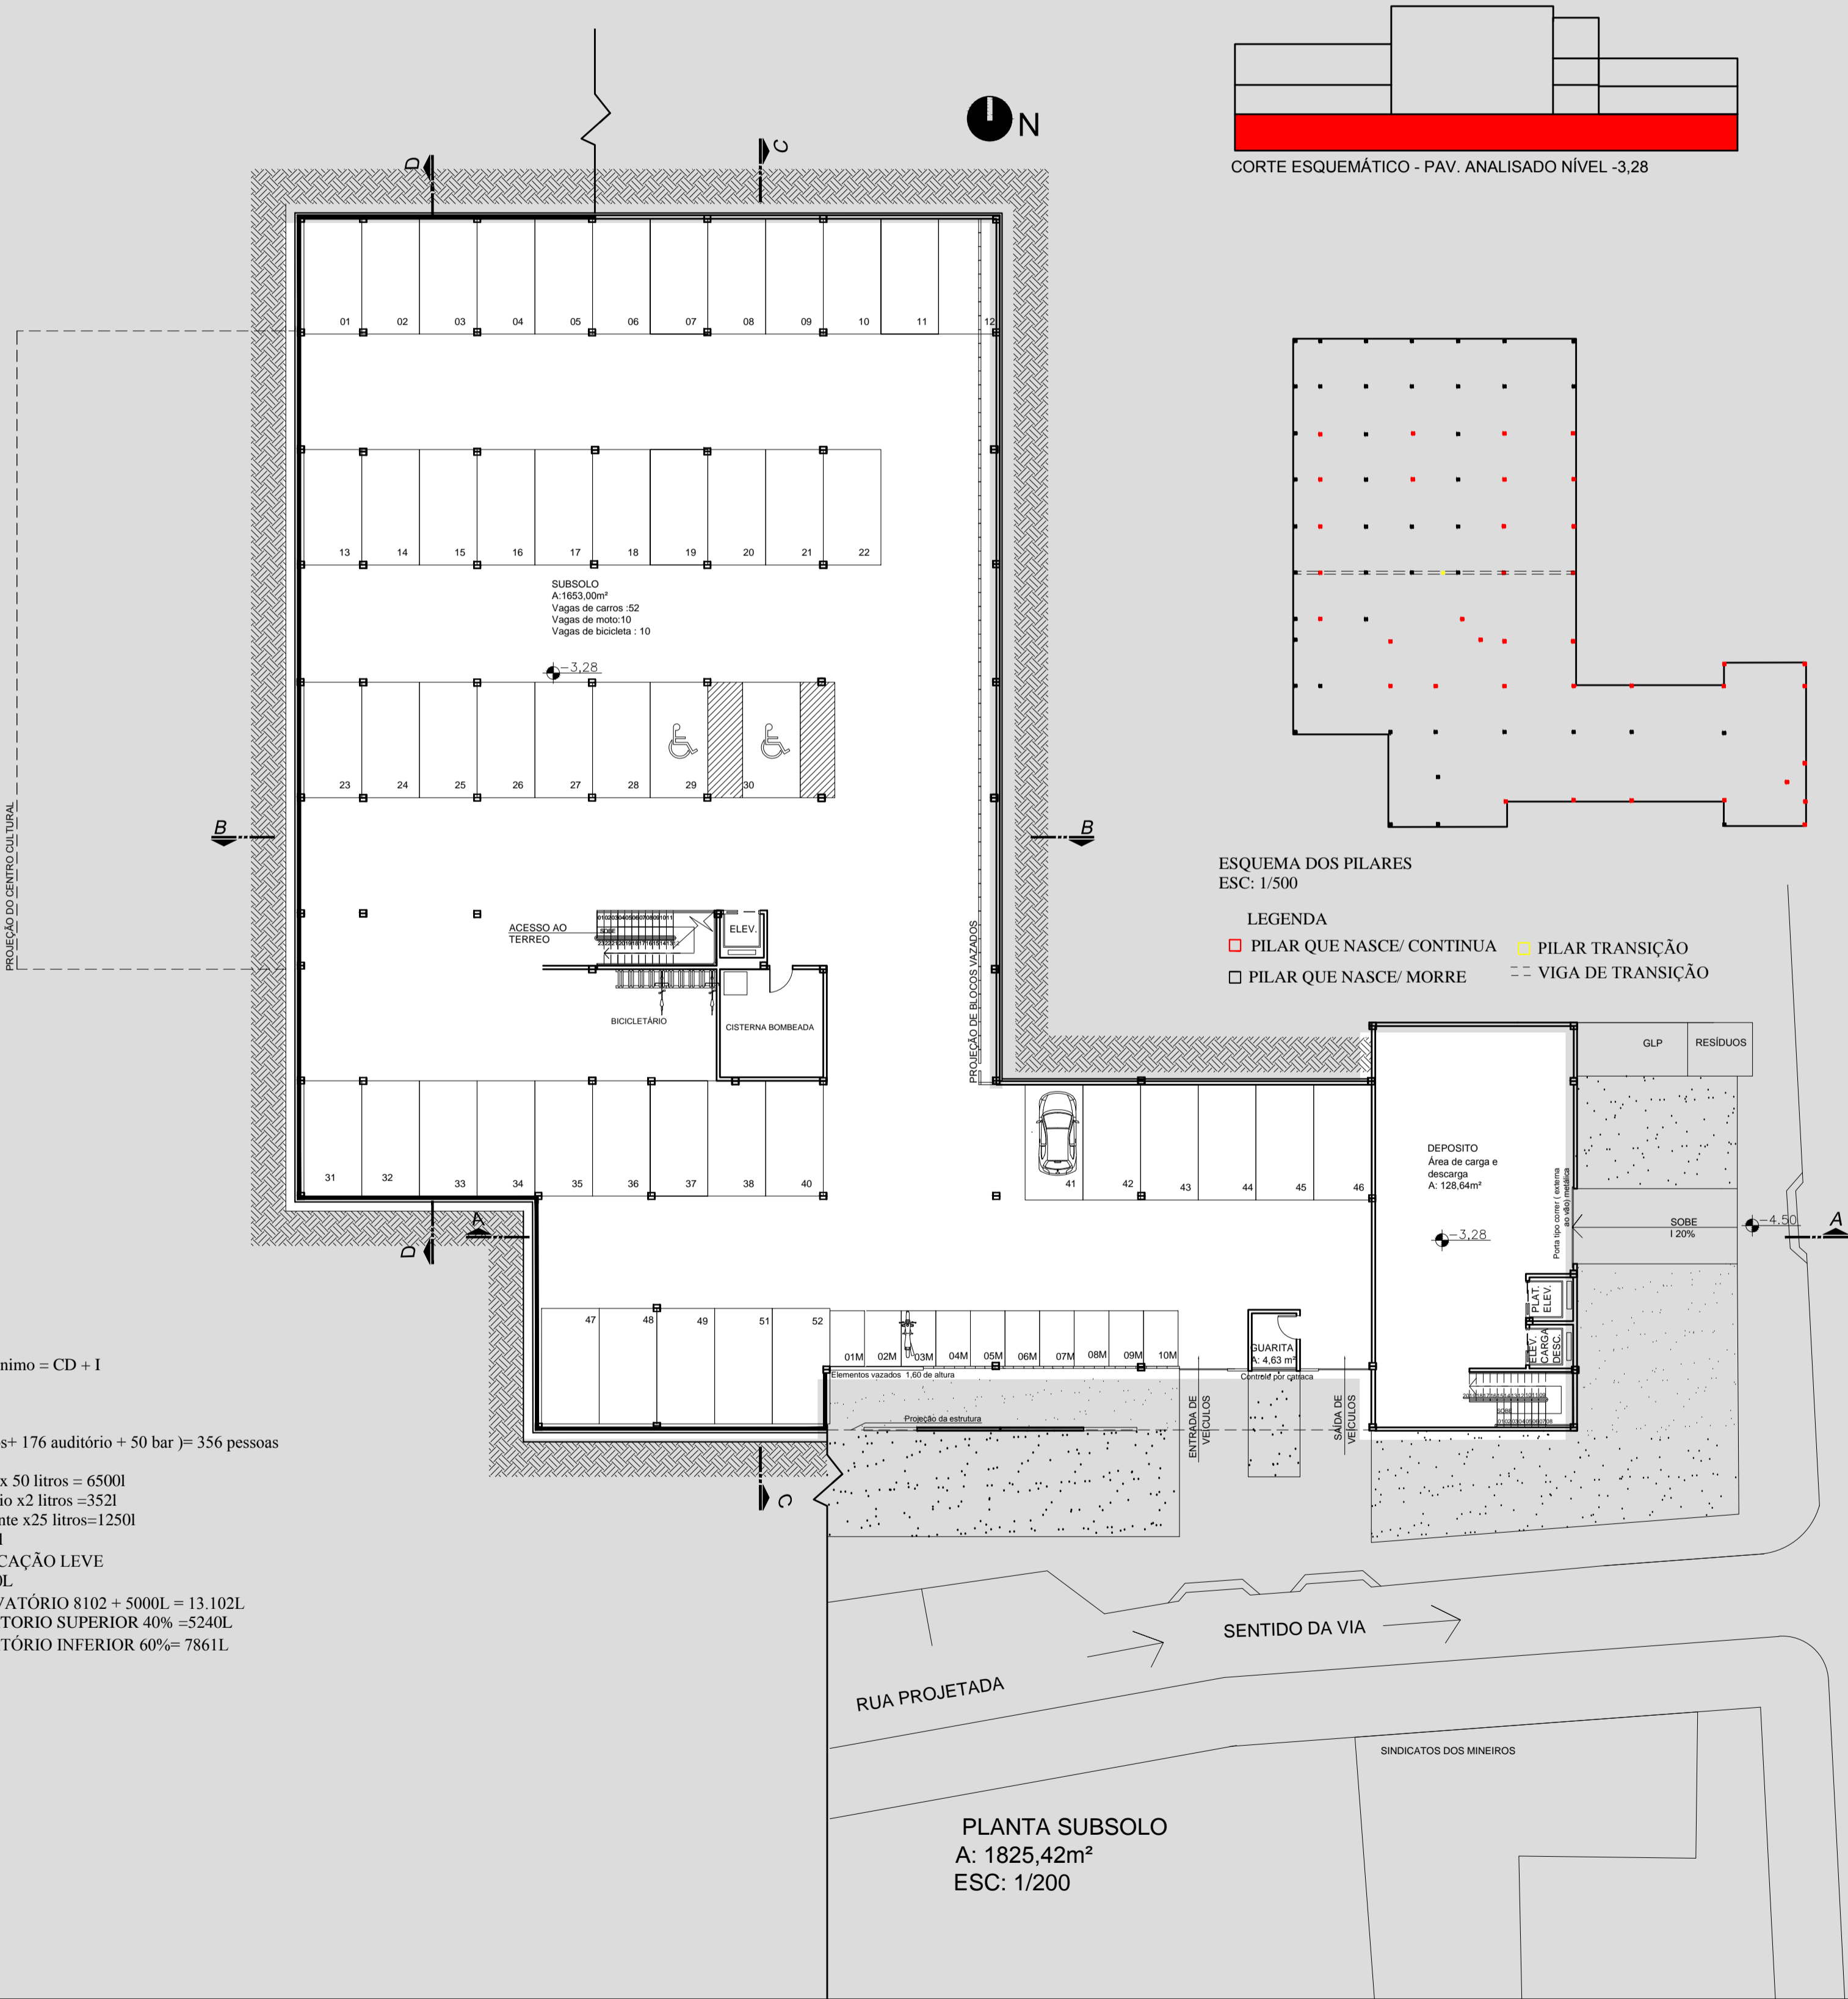 N
CORTE ESQUEMÁTICO - PAV. ANALISADO NÍVEL -3,28
D
C
01 02 03 04 05 06 07 08 09 10 11 12
13 14 15 16 17 18 19 20 21 22
SUBSOLO
A:1653,00m²
Vagas de carros :52
Vagas de moto:10
Vagas de bicicleta : 10
-3,28
23 24 25 26 27 28 29 30
PROJEÇÃO DO CENTRO CULTURAL
B
B
ESQUEMA DOS PILARES
ESC: 1/500
LEGENDA
PILAR QUE NASCE/ CONTINUA
PILAR TRANSIÇÃO
PILAR QUE NASCE/ MORRE
VIGA DE TRANSIÇÃO
ACESSO AO
TERREO
SOBE
ELEV.
BICICLETÁRIO
CISTERNA BOMBEADA
PROJEÇÃO DE BLOCOS VAZADOS
GLP
RESÍDUOS
31 32 33 34 35 36 37 38 40
41 42 43 44 45 46
DEPOSITO
Área de carga e
descarga
A: 128,64m²
-3,28
Porta tipo correr ( externa
ao vão) metálica
SOBE
I 20%
-4.50
A
A
D
PLAT.
ELEV.
ELEV.
CARGA
DESC.
SOBE
47 48 49 51 52
01M 02M 03M 04M 05M 06M 07M 08M 09M 10M
GUARITA
A: 4,63 m²
Elementos vazados 1,60 de altura
Controle por catraca
Projeção da estrutura
ENTRADA DE
VEÍCULOS
SAÍDA DE
VEÍCULOS
C
nimo = CD + I
s+ 176 auditório + 50 bar )= 356 pessoas
x 50 litros = 6500l
io x2 litros =352l
nte x25 litros=1250l
l
CAÇÃO LEVE
0L
VATÓRIO 8102 + 5000L = 13.102L
TORIO SUPERIOR 40% =5240L
TÓRIO INFERIOR 60%= 7861L
SENTIDO DA VIA
RUA PROJETADA
SINDICATOS DOS MINEIROS
PLANTA SUBSOLO
A: 1825,42m²
ESC: 1/200